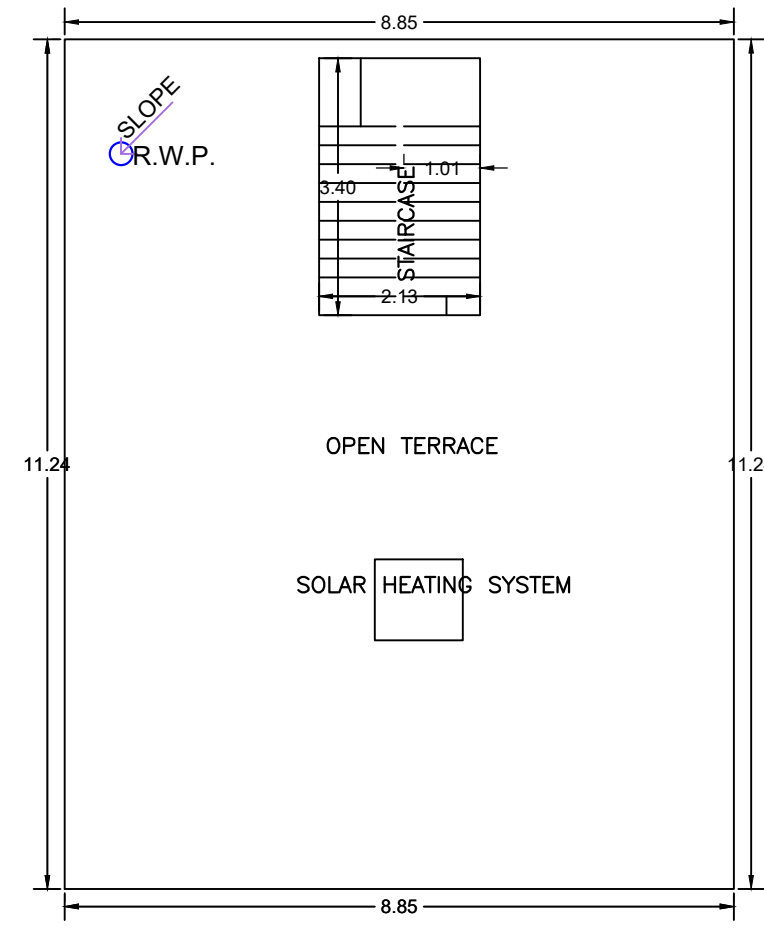 8.85
SLOPE
R.W.P.
1.01
3.40
STAIRCASE
2.13
OPEN TERRACE
11.24
11.2
SOLAR HEATING SYSTEM
8.85